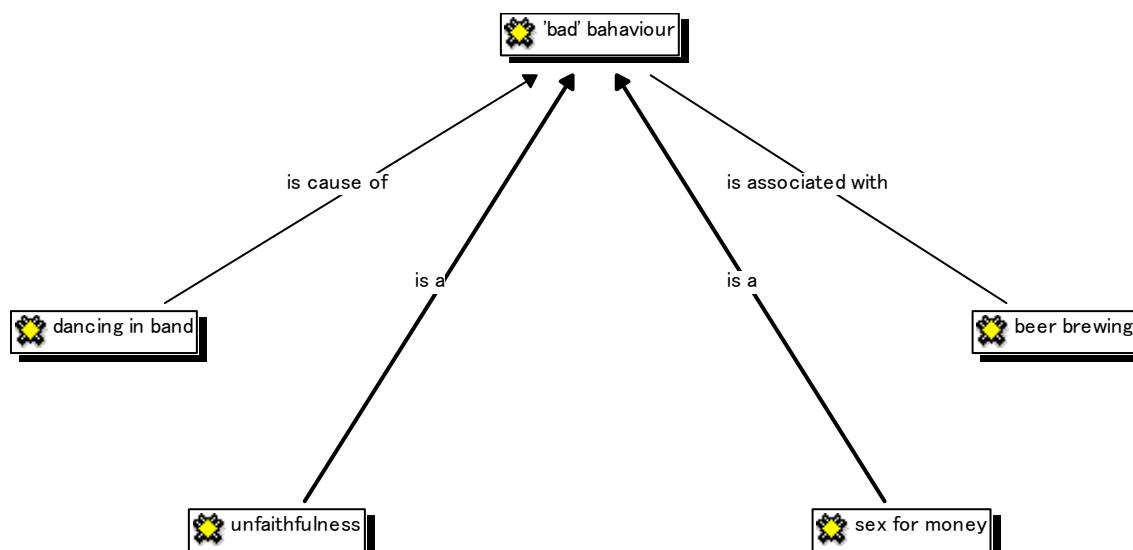 'bad' bahaviour
is cause of
is associated with
is a
is a
dancing in band
beer brewing
unfaithfulness
sex for money